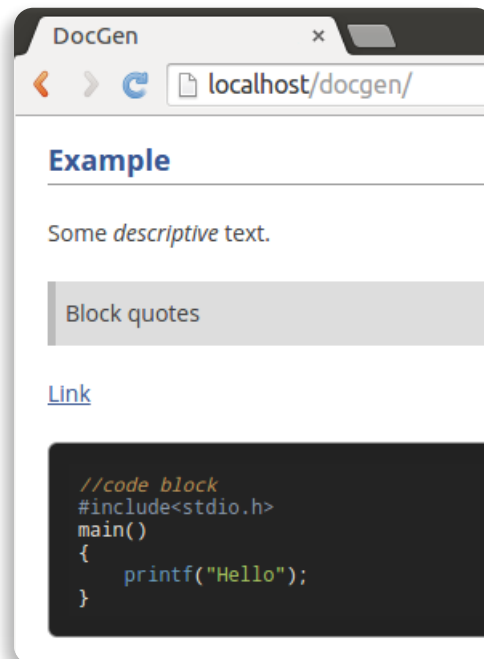 DocGen
localhost/docgen/
Example
Some descriptive text.
Block quotes
Link
//code block
#include<stdio.h>
main()
{
    printf("Hello");
}